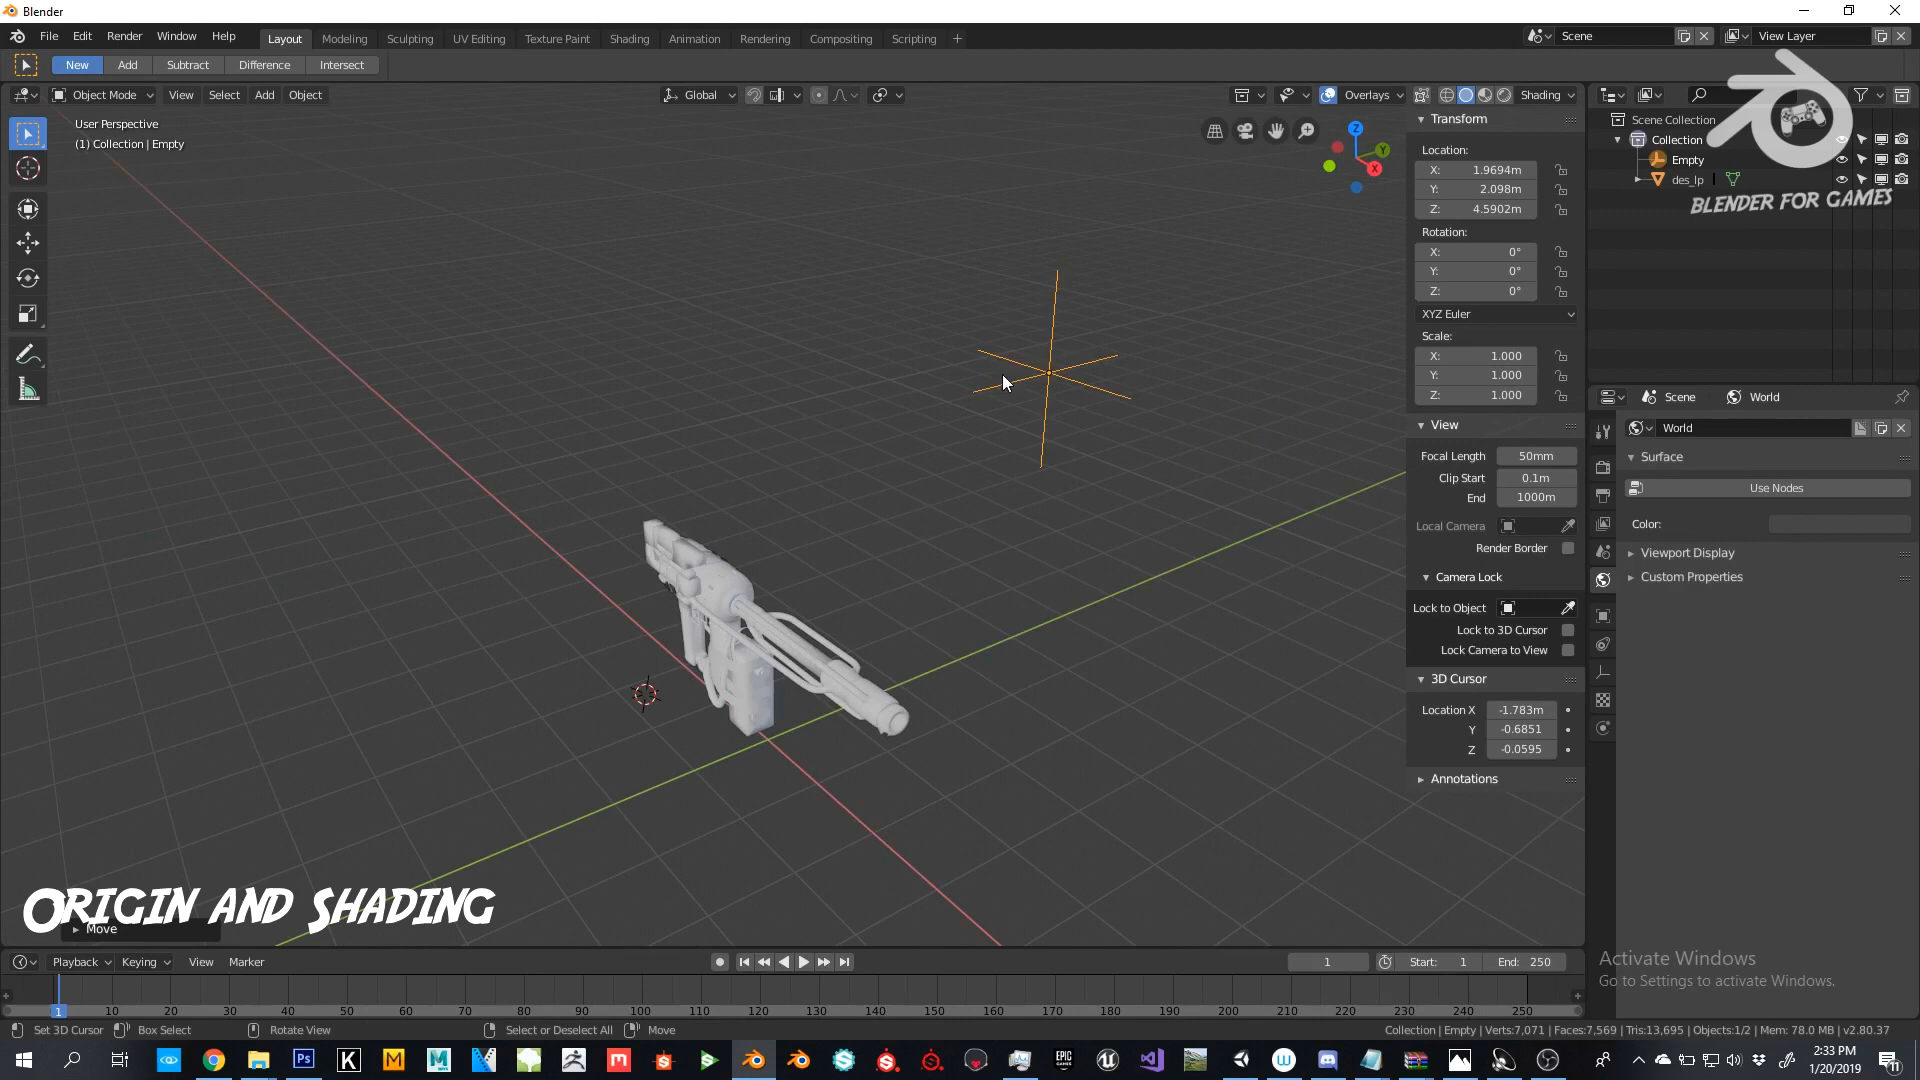 Blender
File Edit Render Window Help Layout Modeling Sculpting UV Editing Texture Paint Shading Animation Rendering Compositing Scripting + Scene View Layer
New Add Subtract Difference Intersect
Object Mode View Select Add Object Global Overlays Shading
User Perspective
(1) Collection | Empty
Z
Y
X
Transform
Location:
X: 1.9694m
Y: 2.098m
Z: 4.5902m
Rotation:
X: 0°
Y: 0°
Z: 0°
XYZ Euler
Scale:
X: 1.000
Y: 1.000
Z: 1.000
View
Focal Length 50mm
Clip Start 0.1m
End 1000m
Local Camera
Render Border
Camera Lock
Lock to Object
Lock to 3D Cursor
Lock Camera to View
3D Cursor
Location X -1.783m
Y -0.6851
Z -0.0595
Annotations
Scene Collection
Collection
Empty
des_lp
BLENDER FOR GAMES
Scene World
World
Surface
Use Nodes
Color:
Viewport Display
Custom Properties
ORIGIN AND SHADING
Move
Activate Windows
Go to Settings to activate Windows.
Playback Keying View Marker 1 Start: 1 End: 250
1 10 20 30 40 50 60 70 80 90 100 110 120 130 140 150 160 170 180 190 200 210 220 230 240 250
Set 3D Cursor Box Select Rotate View Select or Deselect All Move Collection | Empty | Verts:7,071 | Faces:7,569 | Tris:13,695 | Objects:1/2 | Mem: 78.0 MB | v2.80.37
Ps K M EPIC GAMES
2:33 PM
1/20/2019
11